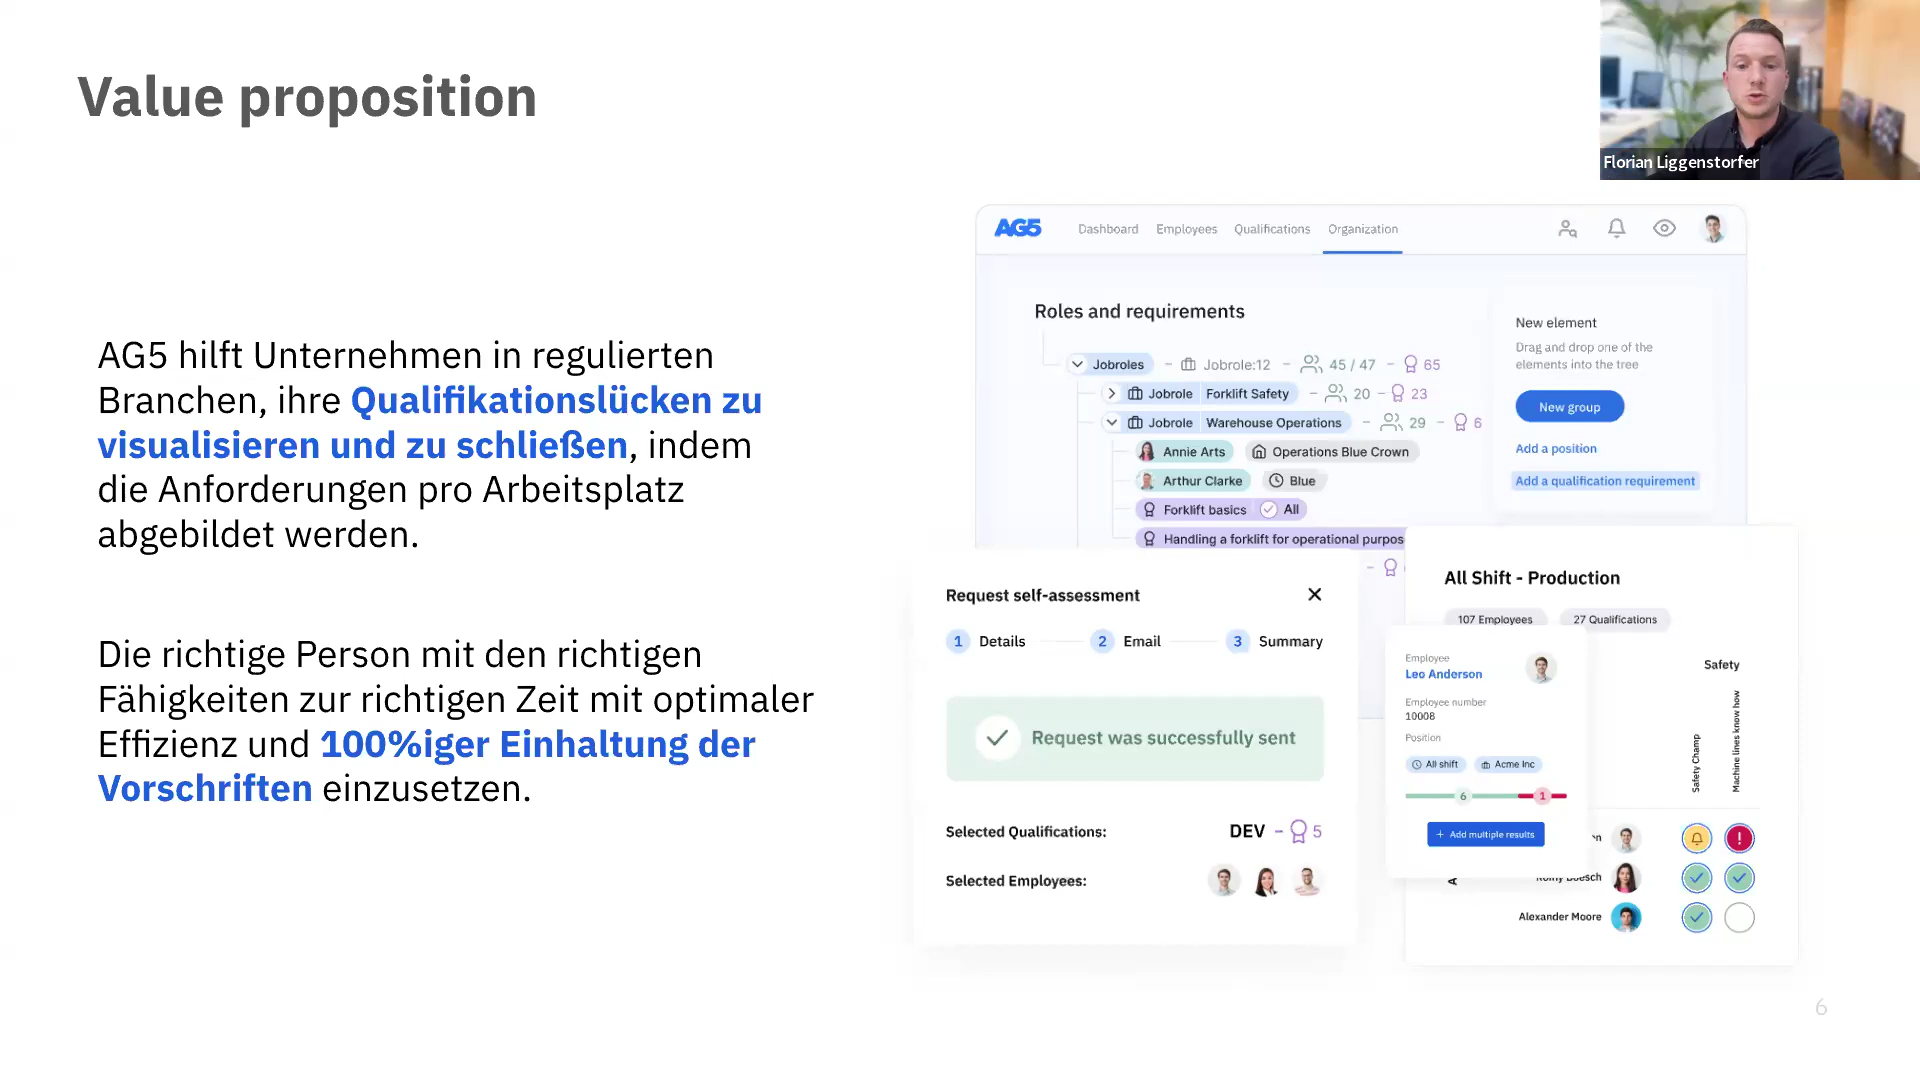 Value proposition
Florian Liggenstorfer
AG5 hilft Unternehmen in regulierten
Branchen, ihre Qualifikationslücken zu
visualisieren und zu schließen, indem
die Anforderungen pro Arbeitsplatz
abgebildet werden.
Die richtige Person mit den richtigen
Fähigkeiten zur richtigen Zeit mit optimaler
Effizienz und 100%iger Einhaltung der
Vorschriften einzusetzen.
AG5 Dashboard Employees Qualifications Organization
Roles and requirements
Jobroles - Jobrole:12 - 45 / 47 - 65
Jobrole Forklift Safety - 20 - 23
Jobrole Warehouse Operations - 29 - 6
Annie Arts Operations Blue Crown
Arthur Clarke Blue
Forklift basics All
Handling a forklift for operational purpos
New element
Drag and drop one of the
elements into the tree
New group
Add a position
Add a qualification requirement
Request self-assessment
1 Details 2 Email 3 Summary
Request was successfully sent
Selected Qualifications: DEV - 5
Selected Employees:
All Shift - Production
107 Employees 27 Qualifications
Safety
Safety Champ
Machine lines know how
Employee
Leo Anderson
Employee number
10008
Position
All shift Acme Inc
6 1
+ Add multiple results
Alexander Moore
6